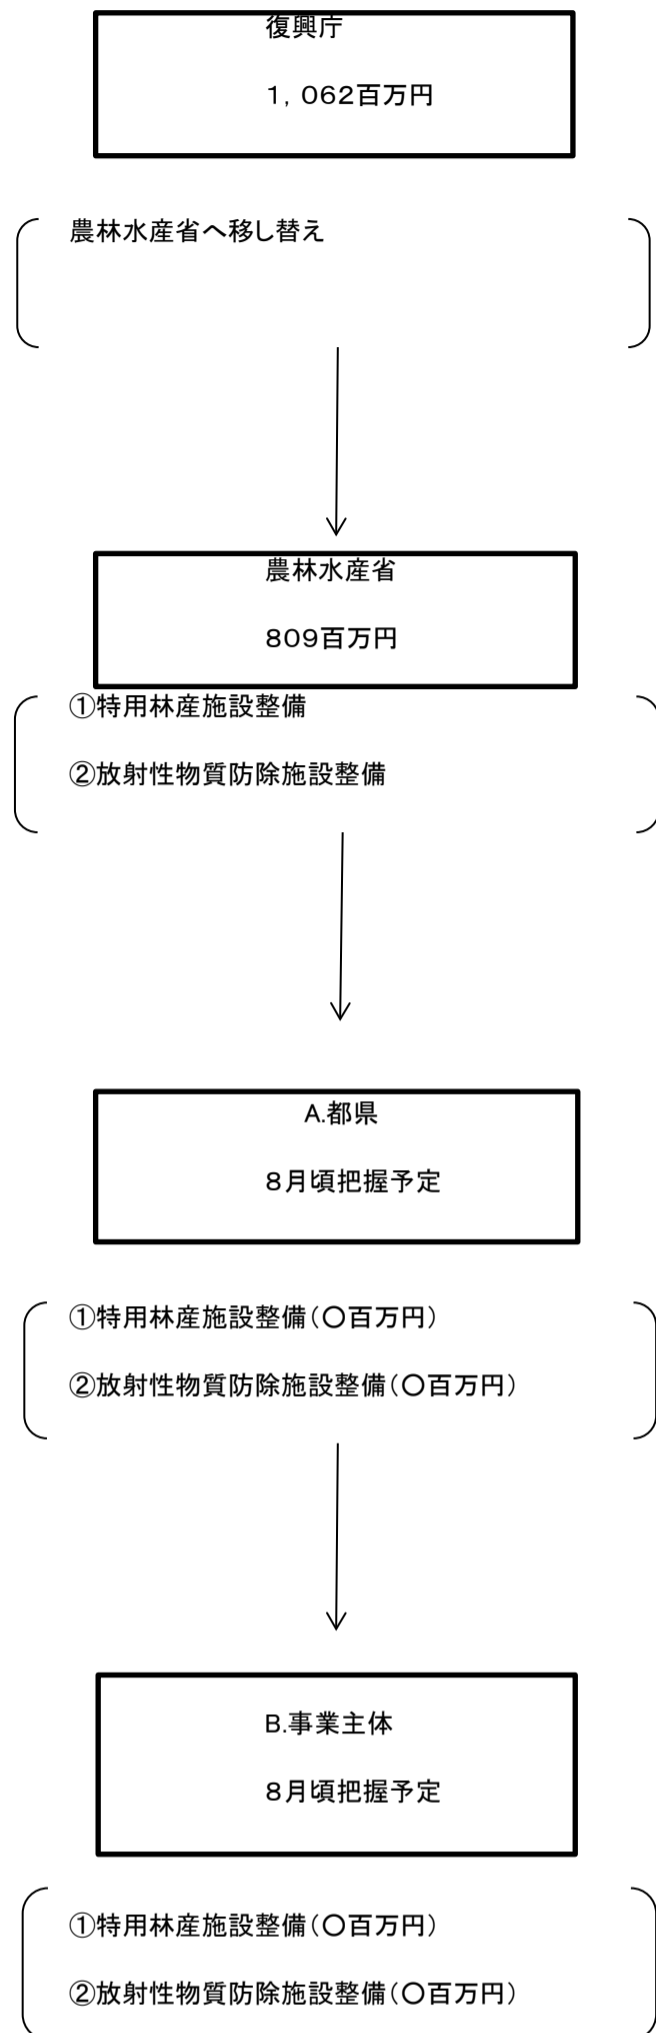 復興庁
１，０６２百万円
農林水産省へ移し替え
農林水産省
８０９百万円
①特用林産施設整備
②放射性物質防除施設整備
A.都県
８月頃把握予定
①特用林産施設整備（〇百万円）
②放射性物質防除施設整備（〇百万円）
B.事業主体
８月頃把握予定
①特用林産施設整備（〇百万円）
②放射性物質防除施設整備（〇百万円）